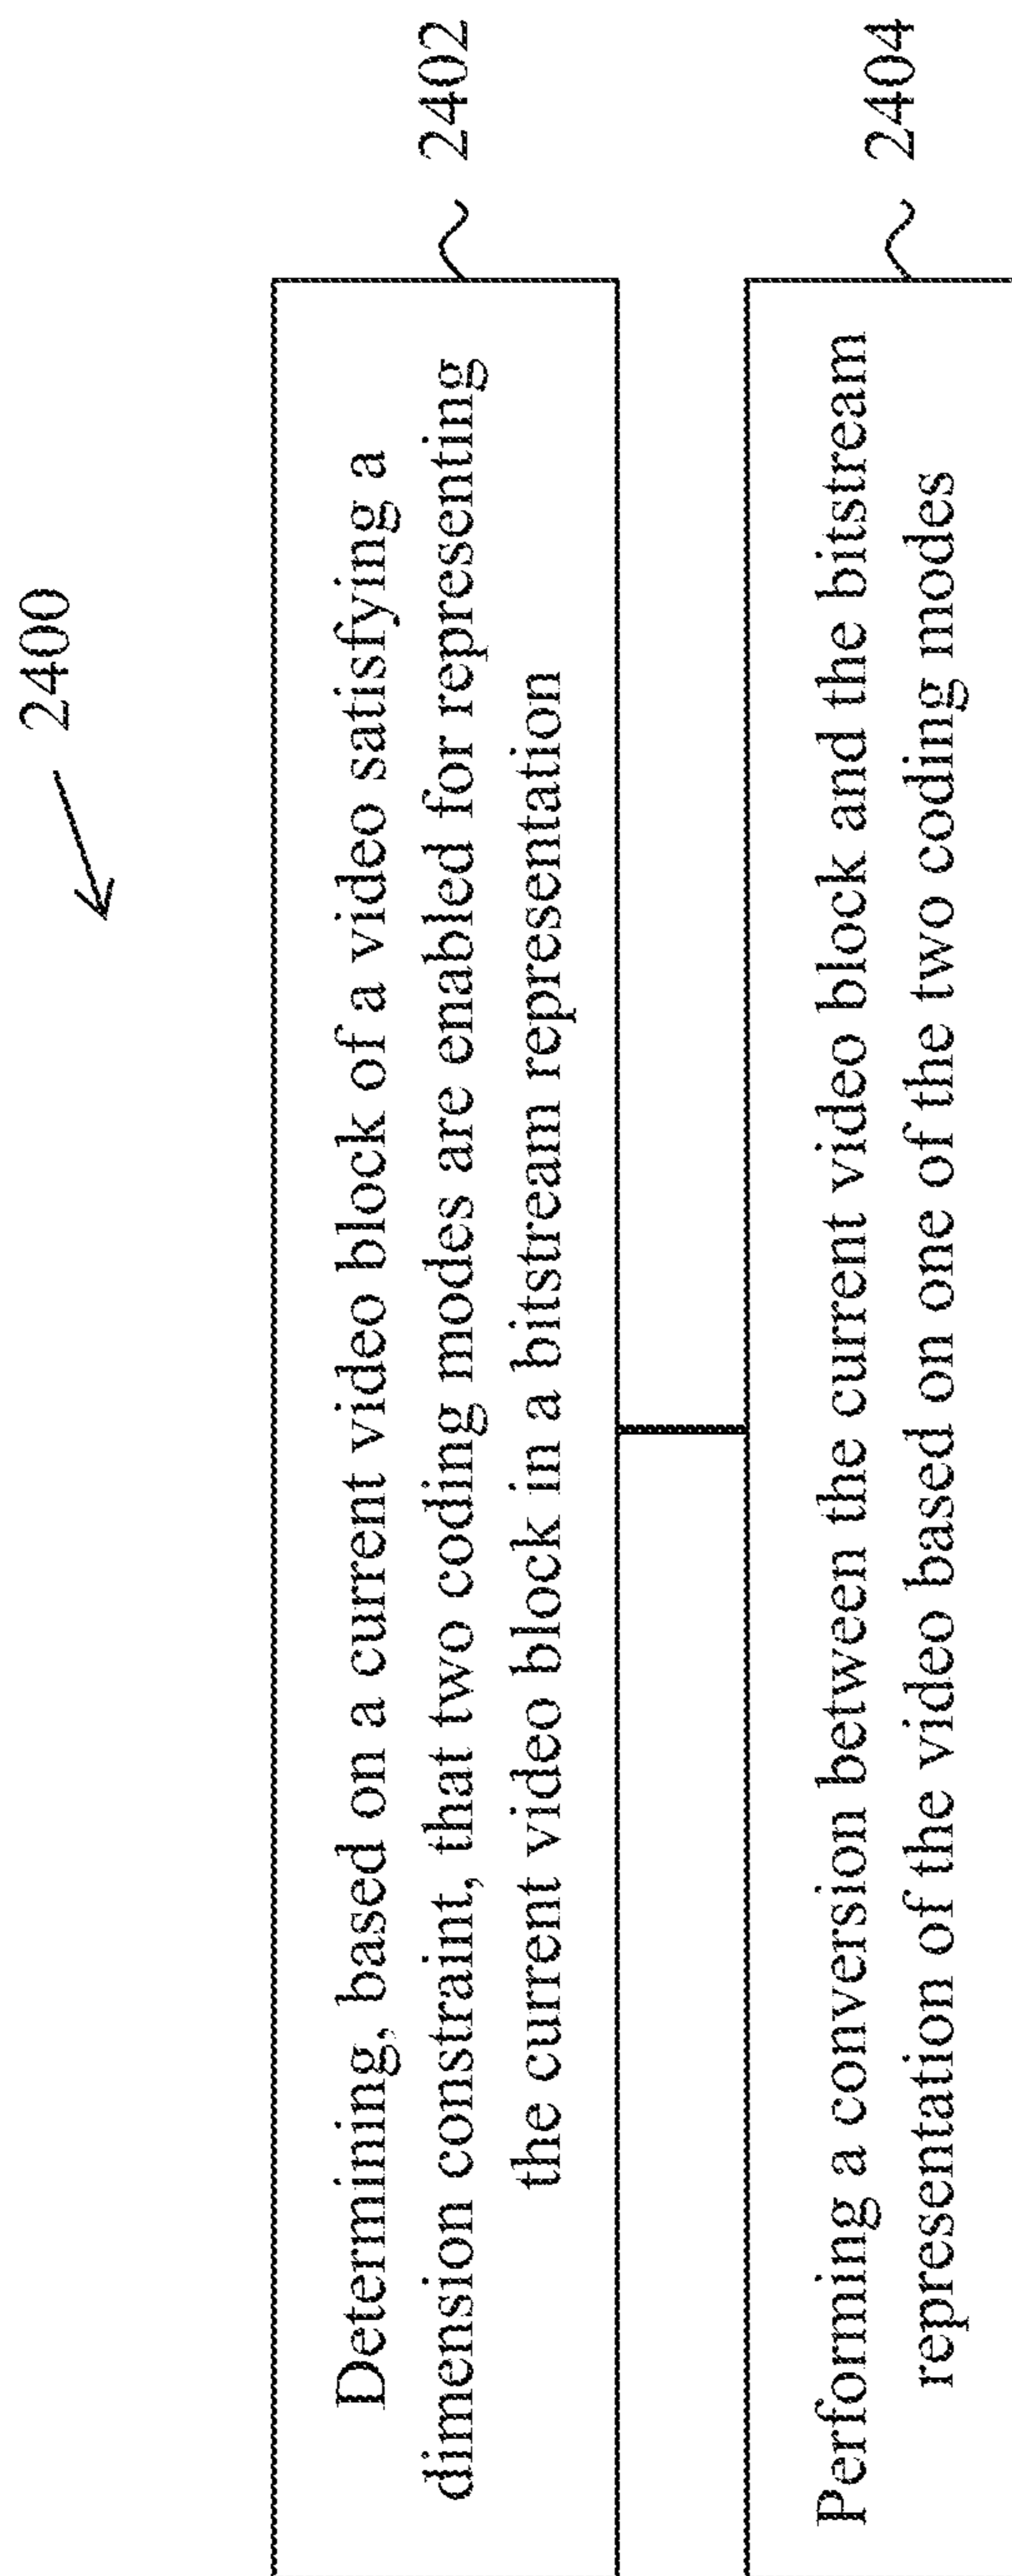 2400
Determining, based on a current video block of a video satisfying a
dimension constraint, that two coding modes are enabled for representing
the current video block in a bitstream representation
2402
Performing a conversion between the current video block and the bitstream
representation of the video based on one of the two coding modes
2404